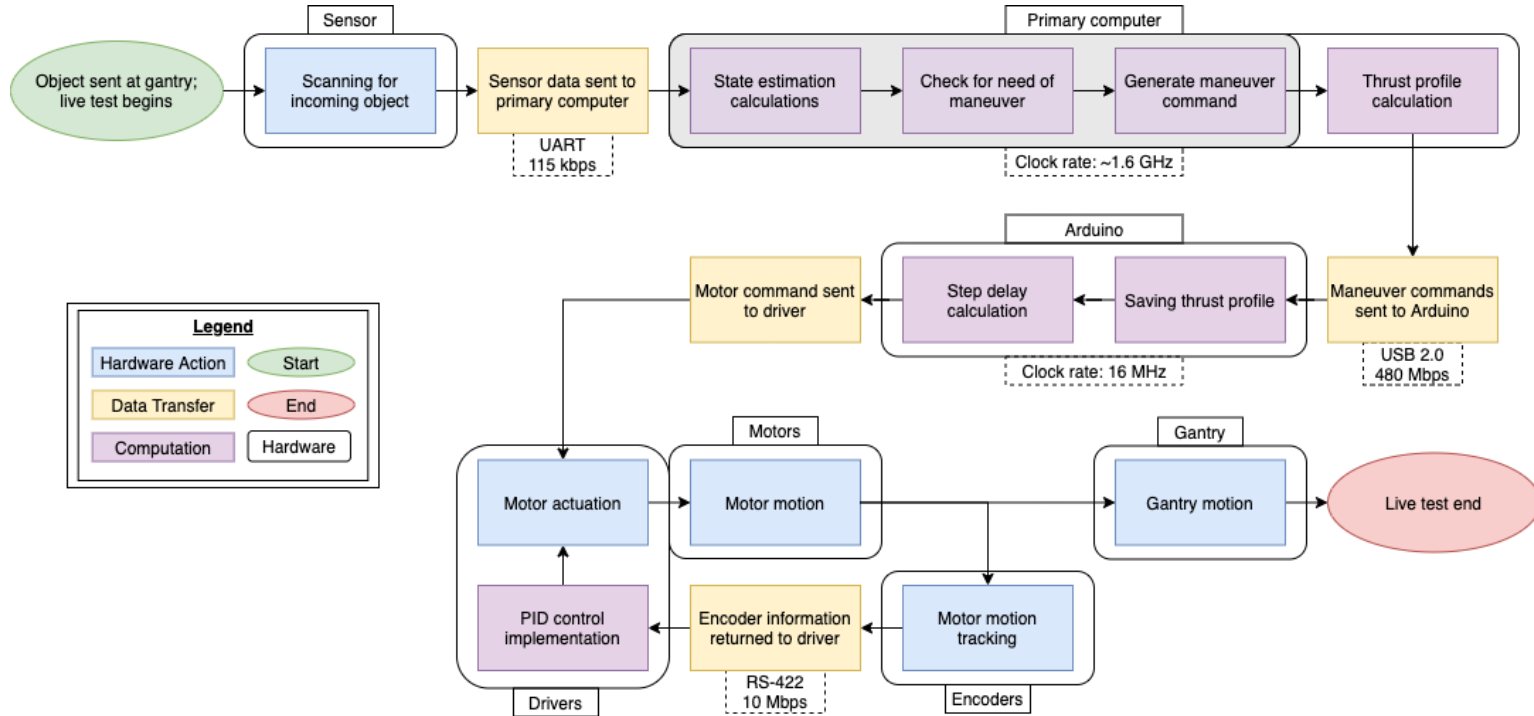 Sensor
Primary computer
Object sent at gantry;
live test begins
Scanning for
incoming object
Sensor data sent to
primary computer
State estimation
calculations
Check for need of
maneuver
Generate maneuver
command
Thrust profile
calculation
UART
115 kbps
Clock rate: ~1.6 GHz
Arduino
Motor command sent
to driver
Step delay
calculation
Saving thrust profile
Maneuver commands
sent to Arduino
Clock rate: 16 MHz
USB 2.0
480 Mbps
Legend
Hardware Action
Start
Data Transfer
End
Computation
Hardware
Motors
Gantry
Motor actuation
Motor motion
Gantry motion
Live test end
PID control
implementation
Encoder information
returned to driver
Motor motion
tracking
RS-422
10 Mbps
Drivers
Encoders